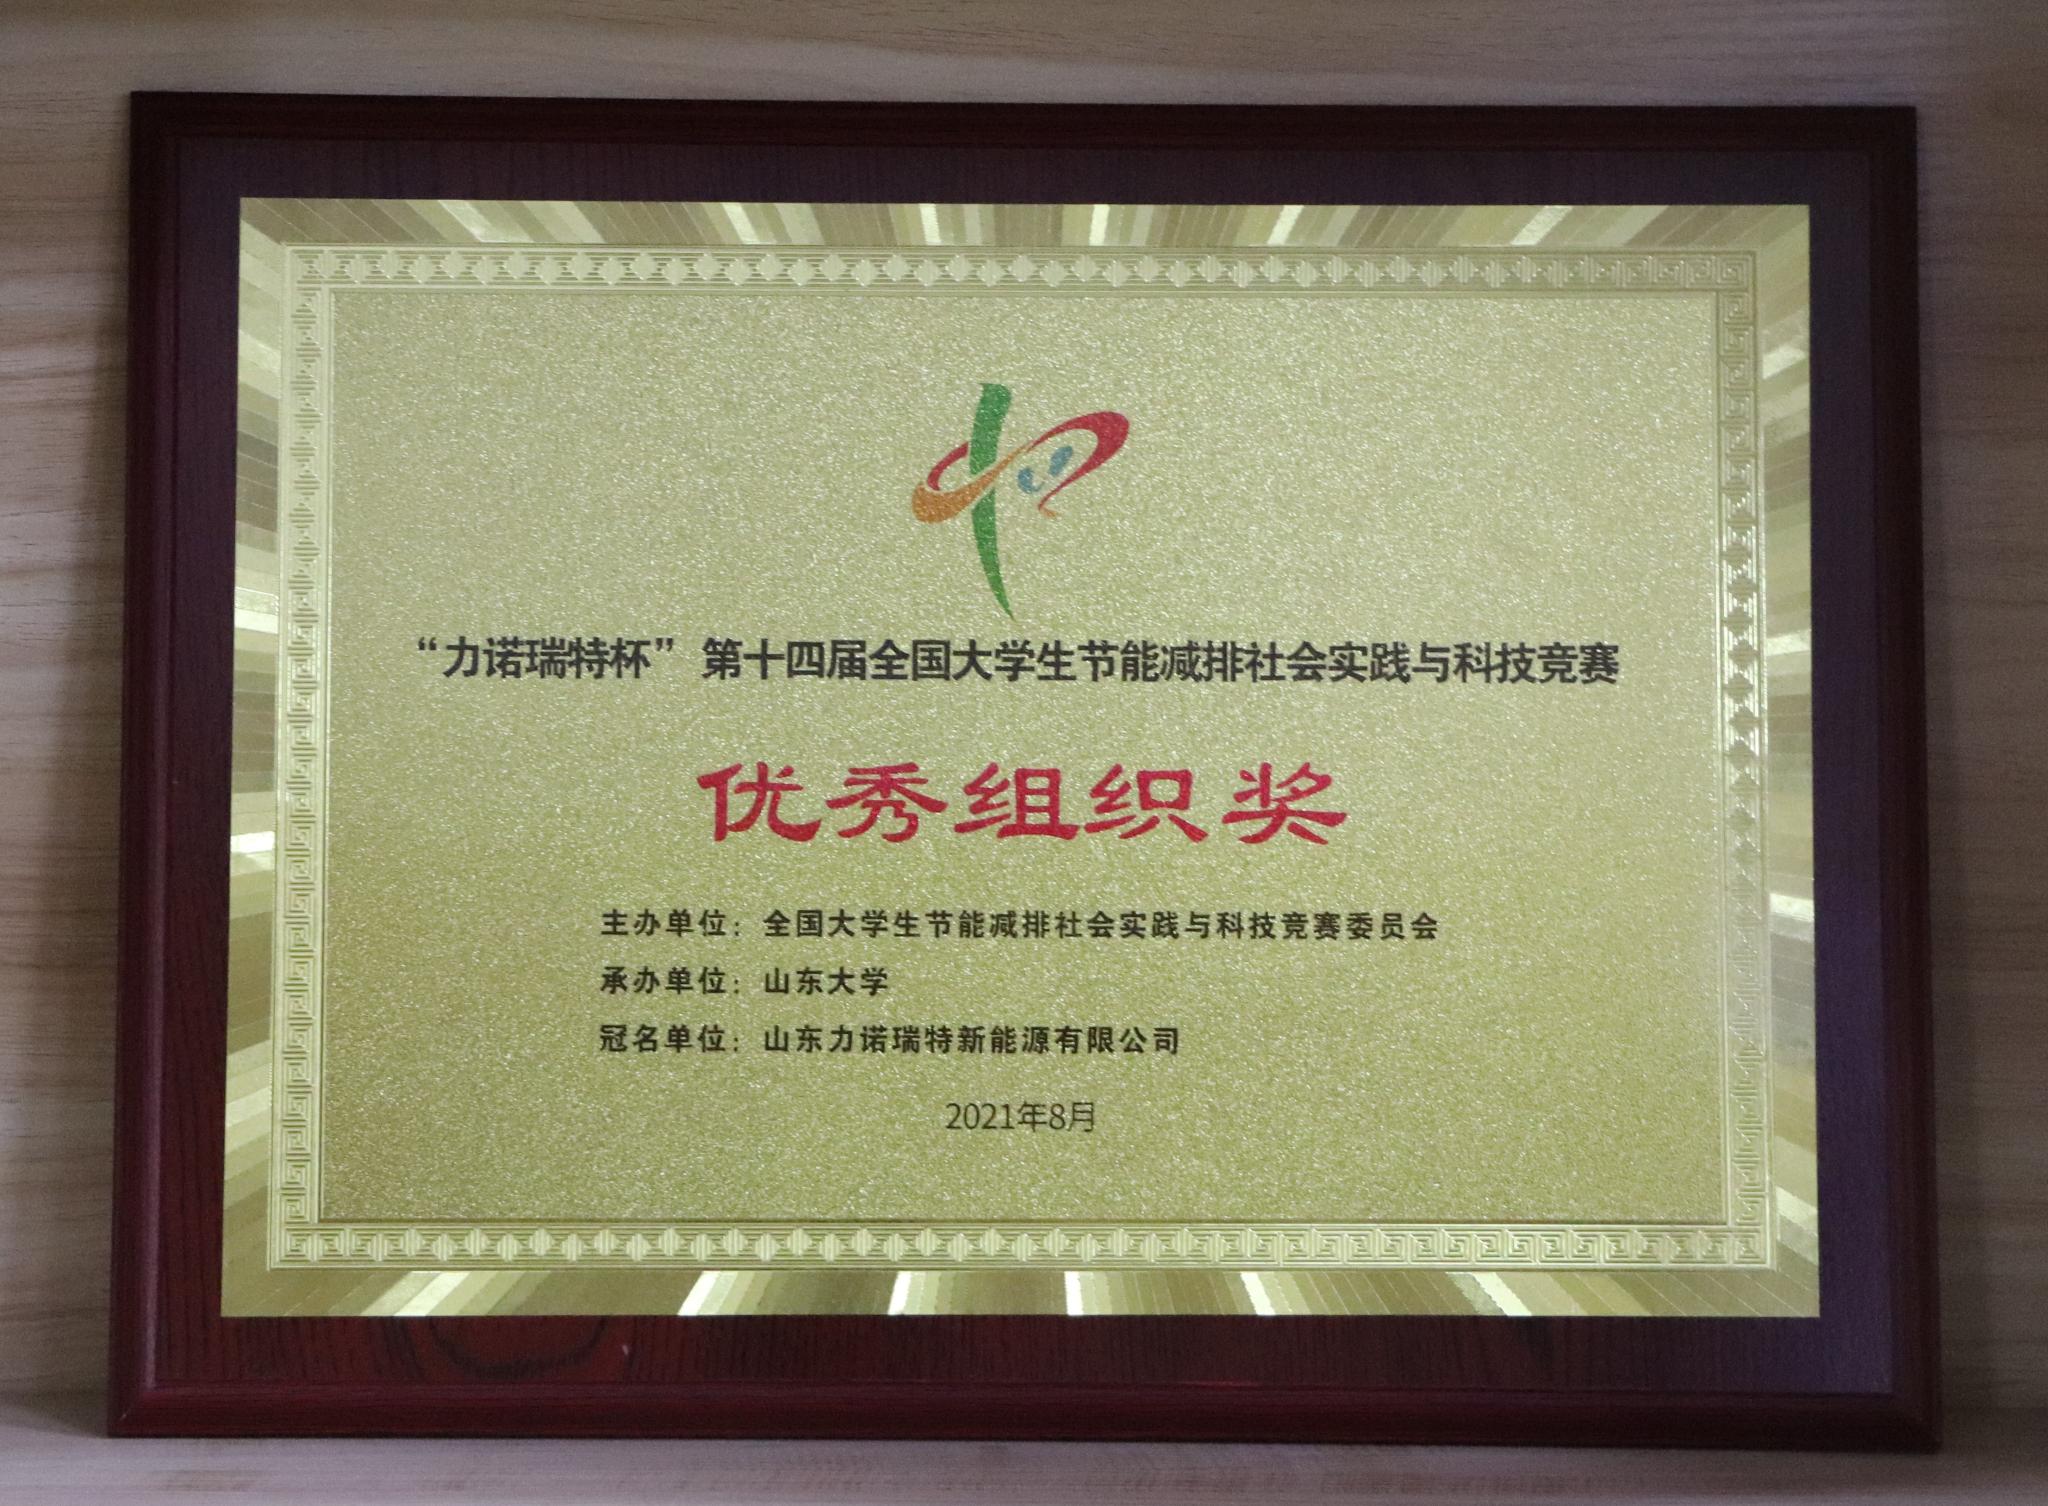 “力诺瑞特杯”第十四届全国大学生节能减排社会实践与科技竞赛
优秀组织奖
主办单位：全国大学生节能减排社会实践与科技竞赛委员会
承办单位：山东大学
冠名单位：山东力诺瑞特新能源有限公司
2021年8月